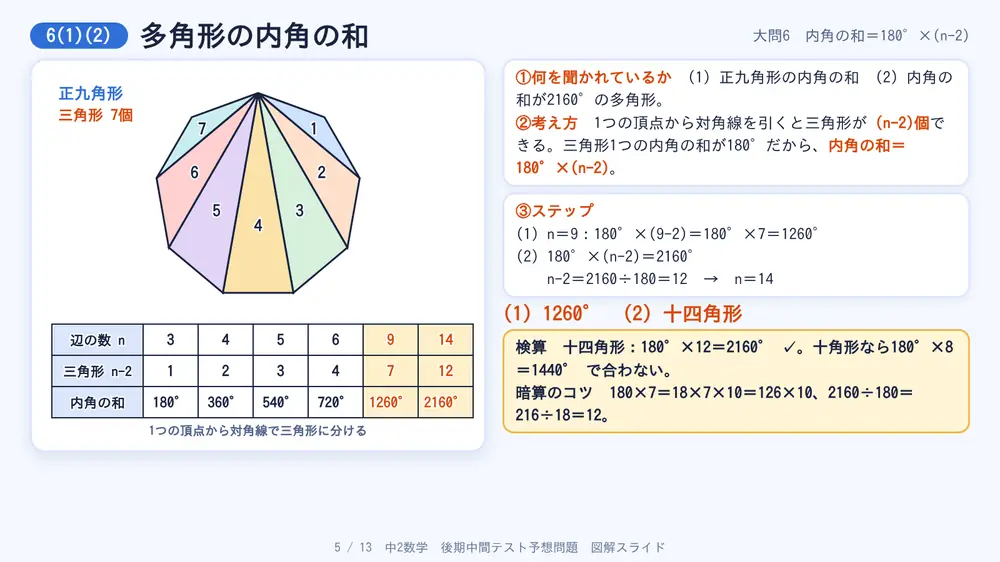 6(1)(2) 多角形の内角の和
大問6　内角の和＝180°×(n-2)
正九角形
三角形 7個
1
2
3
4
5
6
7
辺の数 n 3 4 5 6 9 14
三角形 n-2 1 2 3 4 7 12
内角の和 180° 360° 540° 720° 1260° 2160°
1つの頂点から対角線で三角形に分ける
①何を聞かれているか　(1) 正九角形の内角の和　(2) 内角の
和が2160°の多角形。
②考え方　1つの頂点から対角線を引くと三角形が (n-2)個で
きる。三角形1つの内角の和が180°だから、内角の和＝
180°×(n-2)。
③ステップ
(1) n＝9：180°×(9-2)＝180°×7＝1260°
(2) 180°×(n-2)＝2160°
n-2＝2160÷180＝12　→　n＝14
(1) 1260°　(2) 十四角形
検算　十四角形：180°×12＝2160°　✓。十角形なら180°×8
＝1440°　で合わない。
暗算のコツ　180×7＝18×7×10＝126×10、2160÷180＝
216÷18＝12。
5 / 13　中2数学　後期中間テスト予想問題　図解スライド